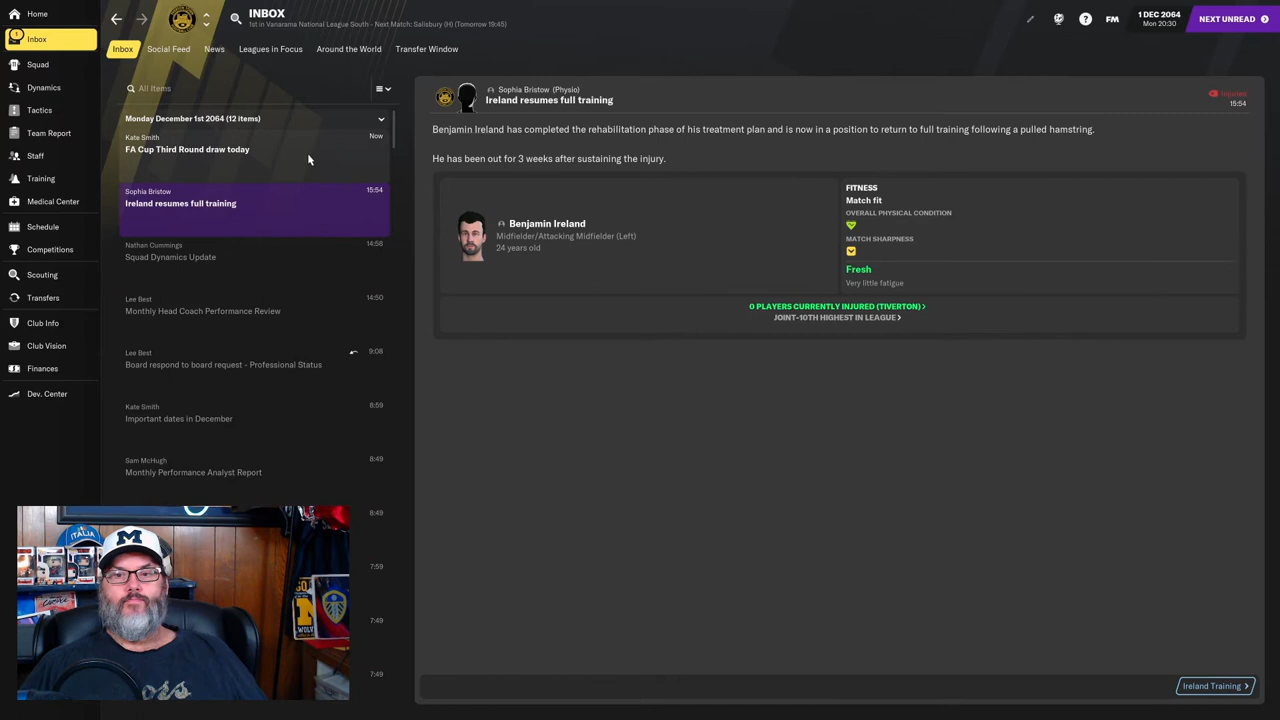 Home
INBOX
1st in Vanarama National League South - Next Match: Salisbury (H) (Tomorrow 19:45)
FM
1 DEC 2064
Mon 20:30
NEXT UNREAD
1
Inbox
Squad
Dynamics
Tactics
Team Report
Staff
Training
Medical Center
Schedule
Competitions
Scouting
Transfers
Club Info
Club Vision
Finances
Dev. Center
Inbox
Social Feed
News
Leagues in Focus
Around the World
Transfer Window
All Items
Monday December 1st 2064 (12 items)
Kate Smith
Now
FA Cup Third Round draw today
Sophia Bristow
15:54
Ireland resumes full training
Nathan Cummings
14:58
Squad Dynamics Update
Lee Best
14:50
Monthly Head Coach Performance Review
Lee Best
9:08
Board respond to board request - Professional Status
Kate Smith
8:59
Important dates in December
Sam McHugh
8:49
Monthly Performance Analyst Report
8:49
7:59
7:49
7:49
Sophia Bristow (Physio)
Ireland resumes full training
Injured
15:54
Benjamin Ireland has completed the rehabilitation phase of his treatment plan and is now in a position to return to full training following a pulled hamstring.
He has been out for 3 weeks after sustaining the injury.
Benjamin Ireland
Midfielder/Attacking Midfielder (Left)
24 years old
FITNESS
Match fit
OVERALL PHYSICAL CONDITION
MATCH SHARPNESS
Fresh
Very little fatigue
0 PLAYERS CURRENTLY INJURED (TIVERTON)
JOINT-10TH HIGHEST IN LEAGUE
Ireland Training
ITALIA
M
GO
M
WOLV